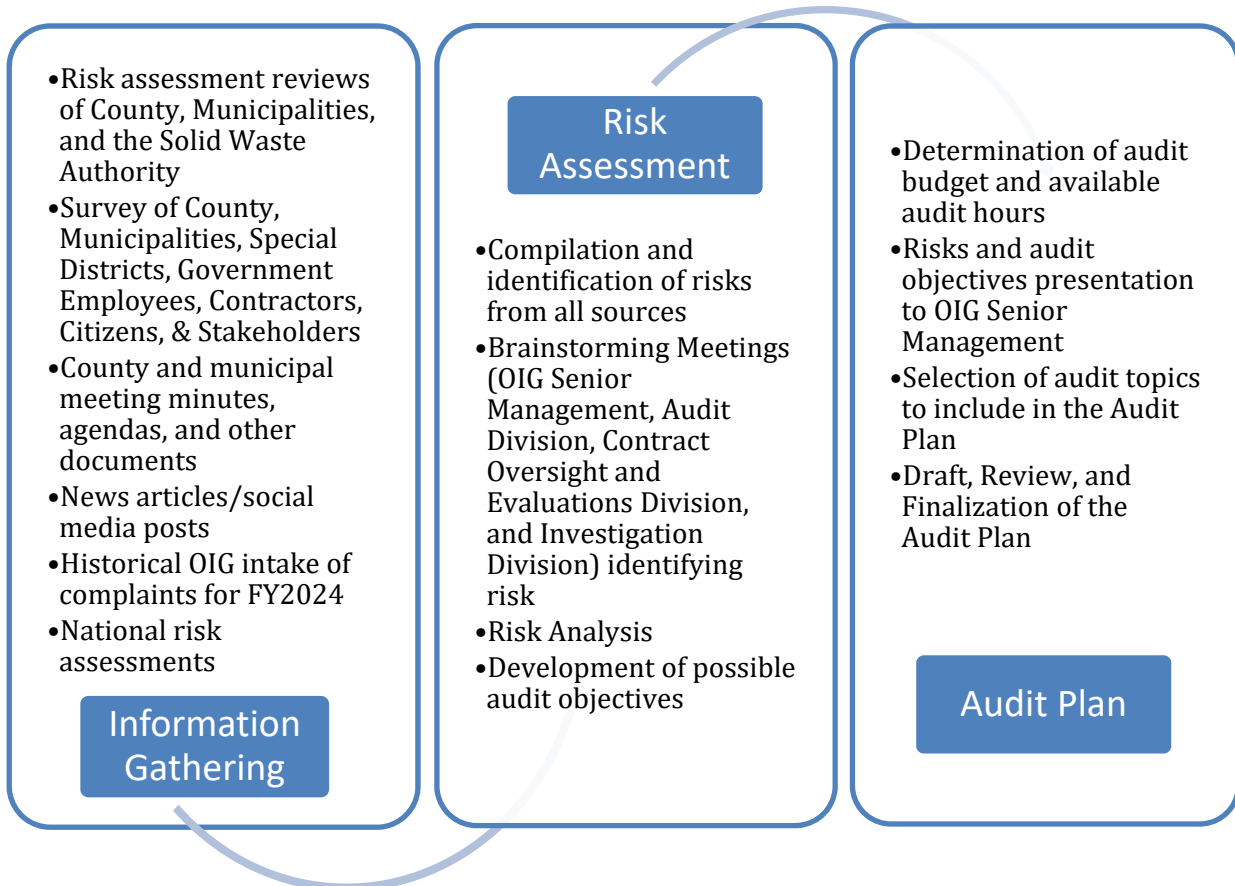 •Risk assessment reviews
of County, Municipalities,
and the Solid Waste
Authority
•Survey of County,
Municipalities, Special
Districts, Government
Employees, Contractors,
Citizens, & Stakeholders
•County and municipal
meeting minutes,
agendas, and other
documents
•News articles/social
media posts
•Historical OIG intake of
complaints for FY2024
•National risk
assessments
Information
Gathering
Risk
Assessment
•Compilation and
identification of risks
from all sources
•Brainstorming Meetings
(OIG Senior
Management, Audit
Division, Contract
Oversight and
Evaluations Division,
and Investigation
Division) identifying
risk
•Risk Analysis
•Development of possible
audit objectives
•Determination of audit
budget and available
audit hours
•Risks and audit
objectives presentation
to OIG Senior
Management
•Selection of audit topics
to include in the Audit
Plan
•Draft, Review, and
Finalization of the
Audit Plan
Audit Plan